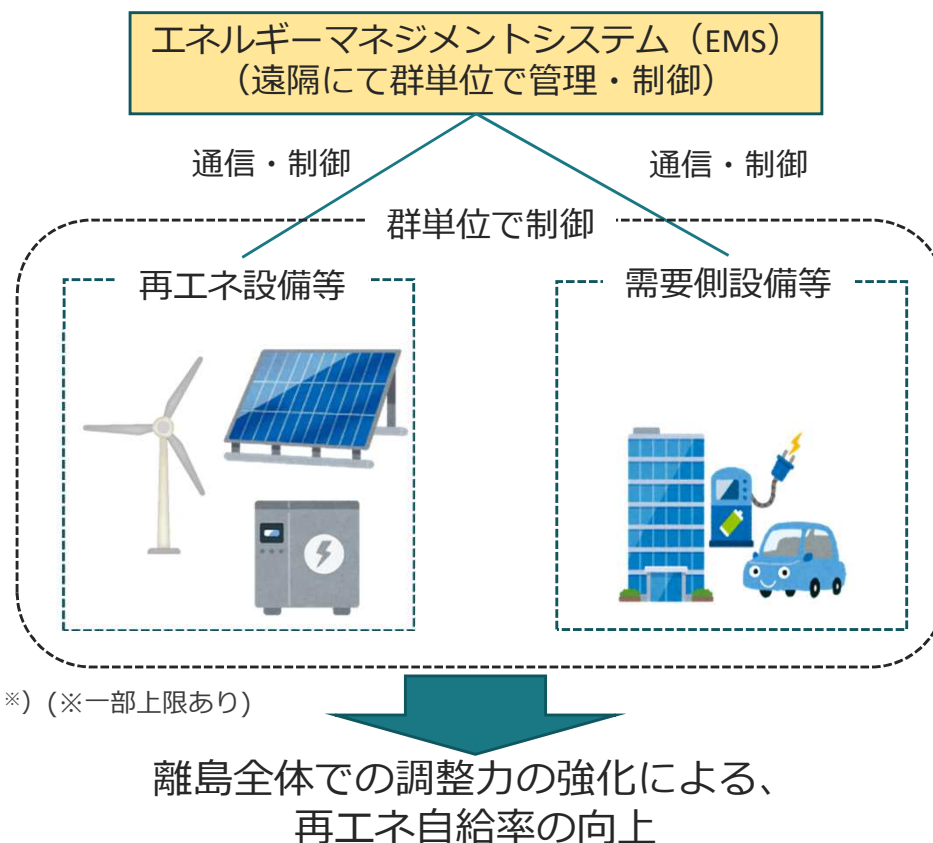 エネルギーマネジメントシステム（EMS）
（遠隔にて群単位で管理・制御）
通信・制御
通信・制御
群単位で制御
再エネ設備等
需要側設備等
※）(※一部上限あり)
離島全体での調整力の強化による、
再エネ自給率の向上